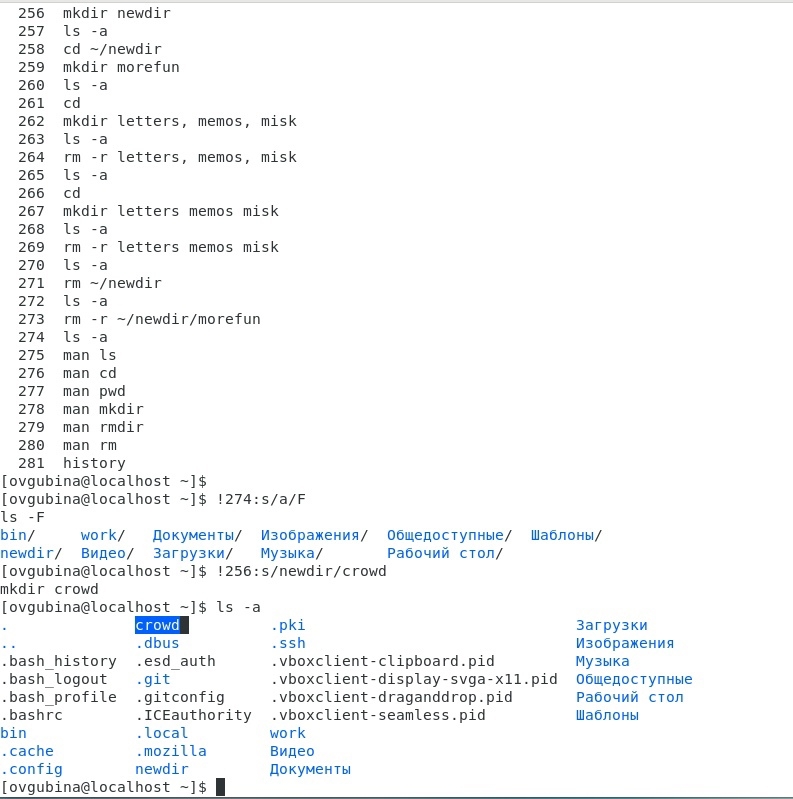 256 mkdir newdir
257 ls -a
258 cd ~/newdir
259 mkdir morefun
260 ls -a
261 cd
262 mkdir letters, memos, misk
263 ls -a
264 rm -r letters, memos, misk
265 ls -a
266 cd
267 mkdir letters memos misk
268 ls -a
269 rm -r letters memos misk
270 ls -a
271 rm ~/newdir
272 ls -a
273 rm -r ~/newdir/morefun
274 ls -a
275 man ls
276 man cd
277 man pwd
278 man mkdir
279 man rmdir
280 man rm
281 history
[ovgubina@localhost ~]$
[ovgubina@localhost ~]$ !274:s/a/F
ls -F
bin/ work/ Документы/ Изображения/ Общедоступные/ Шаблоны/
newdir/ Видео/ Загрузки/ Музыка/ Рабочий стол/
[ovgubina@localhost ~]$ !256:s/newdir/crowd
mkdir crowd
[ovgubina@localhost ~]$ ls -a
. crowd .pki Загрузки
.. .dbus .ssh Изображения
.bash_history .esd_auth .vboxclient-clipboard.pid Музыка
.bash_logout .git .vboxclient-display-svga-x11.pid Общедоступные
.bash_profile .gitconfig .vboxclient-draganddrop.pid Рабочий стол
.bashrc .ICEauthority .vboxclient-seamless.pid Шаблоны
bin .local work
.cache .mozilla Видео
.config newdir Документы
[ovgubina@localhost ~]$